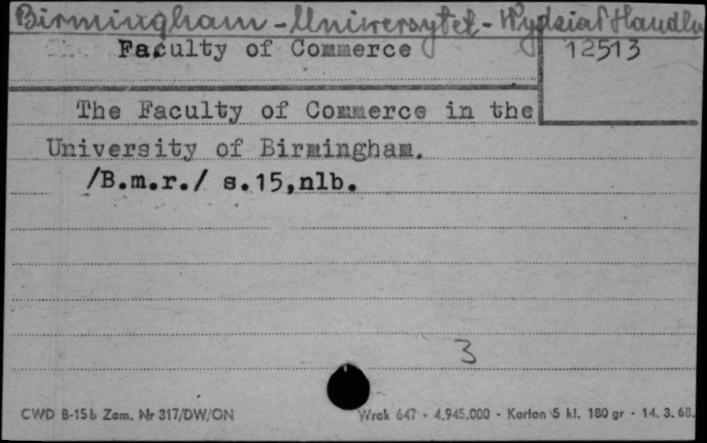 Birmingham - Uniwersytet - Wydział Handlu
The Faculty of Commerce
12513
The Faculty of Commerce in the
University of Birmingham.
/B.m.r./ s.15,nlb.
3
CWD B-15b Zam. Nr 317/DW/ON
Wrak 647 - 4.945.000 - Karton 5 kl. 180 gr - 14. 3. 68.